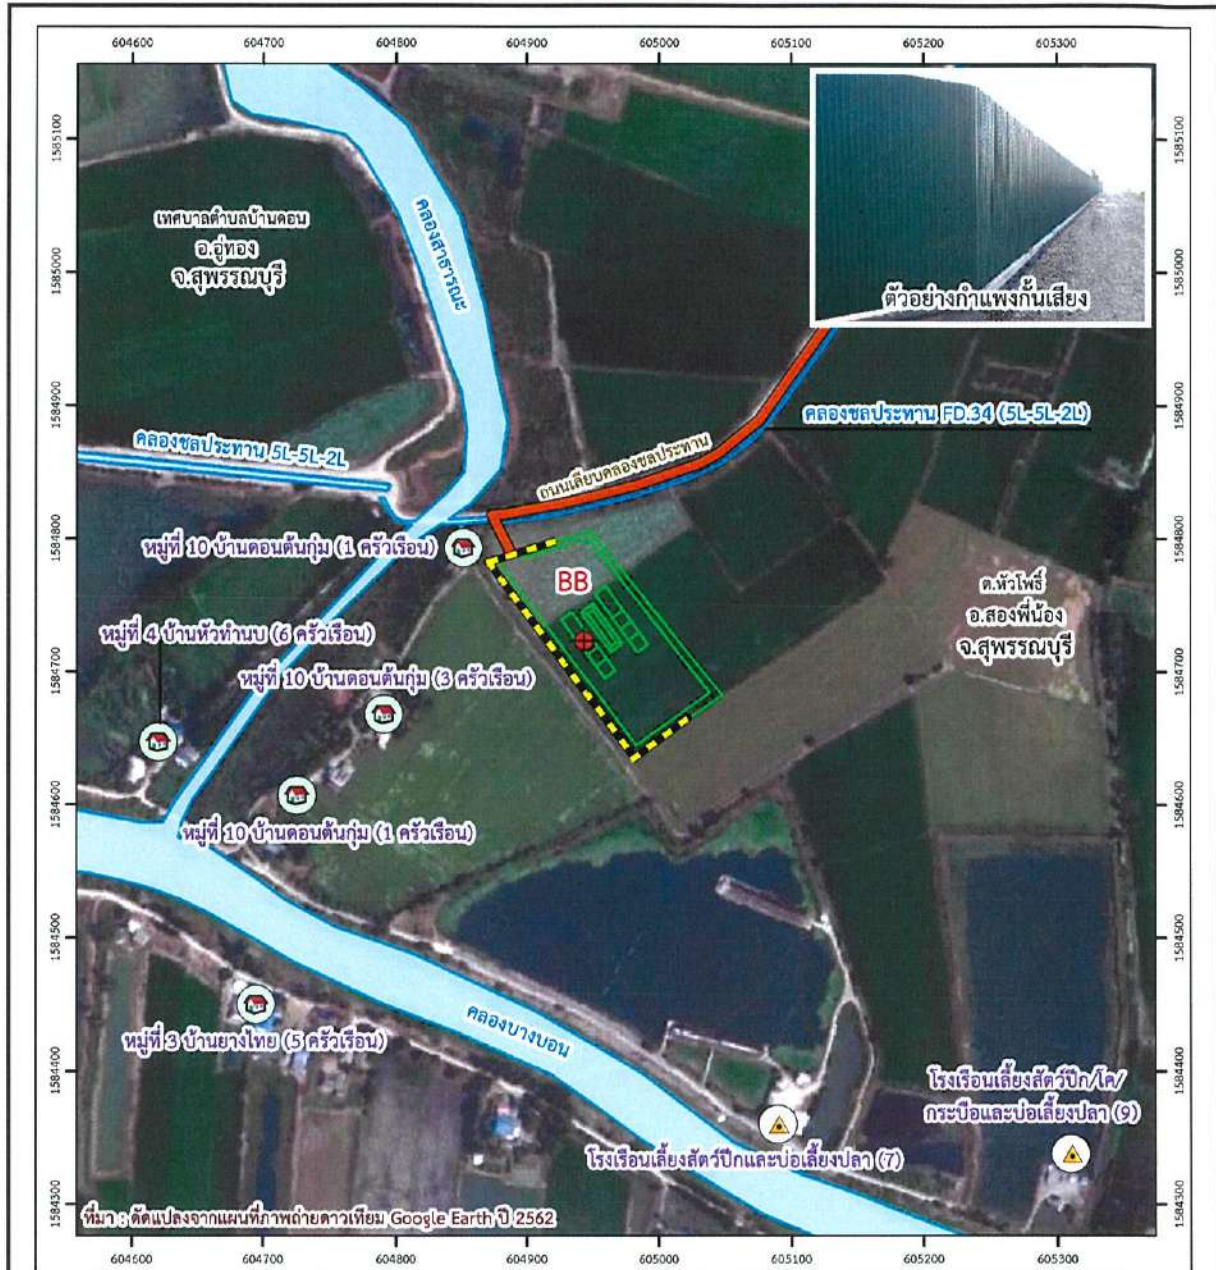 604600 604700 604800 604900 605000 605100 605200 605300
1585100
1585100
เทศบาลตำบลบ้านดอน
อ.อู่ทอง
จ.สุพรรณบุรี
คลองสาธารณะ
1585000
1585000
ตัวอย่างกำแพงกั้นเสียง
1584900
1584900
คลองชลประทาน FD.34 (5L-5L-2L)
คลองชลประทาน 5L-5L-2L
ถนนเลียบคลองชลประทาน
1584800
1584800
หมู่ที่ 10 บ้านดอนต้นกุ่ม (1 ครัวเรือน)
BB
ต.หัวโพธิ์
อ.สองพี่น้อง
จ.สุพรรณบุรี
หมู่ที่ 4 บ้านหัวทำนบ (6 ครัวเรือน)
1584700
1584700
หมู่ที่ 10 บ้านดอนต้นกุ่ม (3 ครัวเรือน)
1584600
1584600
หมู่ที่ 10 บ้านดอนต้นกุ่ม (1 ครัวเรือน)
1584500
1584500
คลองบางบอน
หมู่ที่ 3 บ้านยางไทย (5 ครัวเรือน)
1584400
1584400
โรงเรือนเลี้ยงสัตว์ปีก/โค/
กระบือและบ่อเลี้ยงปลา (9)
โรงเรือนเลี้ยงสัตว์ปีกและบ่อเลี้ยงปลา (7)
1584300
1584300
ที่มา : ดัดแปลงจากแผนที่ภาพถ่ายดาวเทียม Google Earth ปี 2562
604600 604700 604800 604900 605000 605100 605200 605300